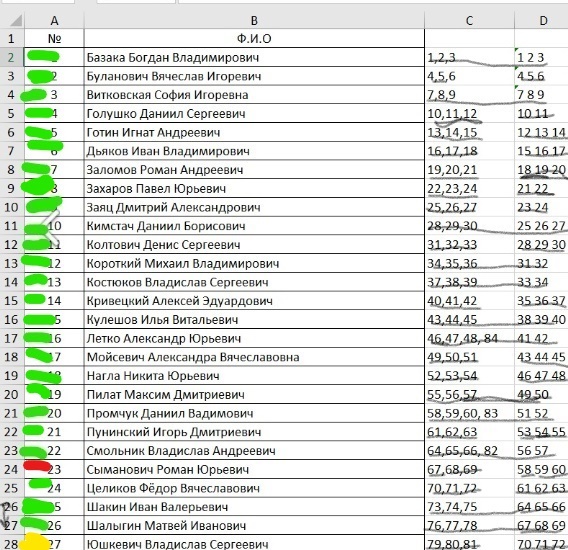 A B C D
1 № Ф.И.О
2 Базака Богдан Владимирович 1,2,3 1 2 3
3 2 Буланович Вячеслав Игоревич 4,5,6 4 5 6
4 3 Витковская София Игоревна 7,8,9 7 8 9
5 4 Голушко Даниил Сергеевич 10,11,12 10 11
6 5 Готин Игнат Андреевич 13,14,15 12 13 14
7 6 Дьяков Иван Владимирович 16,17,18 15 16 17
8 7 Заломов Роман Андреевич 19,20,21 18 19 20
9 8 Захаров Павел Юрьевич 22,23,24 21 22
10 Заяц Дмитрий Александрович 25,26,27 23 24
11 10 Кимстач Даниил Борисович 28,29,30 25 26 27
12 11 Колтович Денис Сергеевич 31,32,33 28 29 30
13 12 Короткий Михаил Владимирович 34,35,36 31 32
14 13 Костюков Владислав Сергеевич 37,38,39 33 34
15 14 Кривецкий Алексей Эдуардович 40,41,42 35 36 37
16 5 Кулешов Илья Витальевич 43,44,45 38 39 40
17 16 Летко Александр Юрьевич 46,47,48, 84 41 42
18 17 Мойсевич Александра Вячеславовна 49,50,51 43 44 45
19 18 Нагла Никита Юрьевич 52,53,54 46 47 48
20 19 Пилат Максим Дмитриевич 55,56,57 49,50
21 20 Промчук Даниил Вадимович 58,59,60, 83 51 52
22 21 Пунинский Игорь Дмитриевич 61,62,63 53 54 55
23 22 Смольник Владислав Андреевич 64,65,66, 82 56 57
24 23 Сыманович Роман Юрьевич 67,68,69 58 59 60
25 24 Целиков Фёдор Вячеславович 70,71,72 61 62 63
26 5 Шакин Иван Валерьевич 73,74,75 64 65 66
27 26 Шалыгин Матвей Иванович 76,77,78 67 68 69
28 27 Юшкевич Владислав Сергеевич 79,80,81 70 71 72